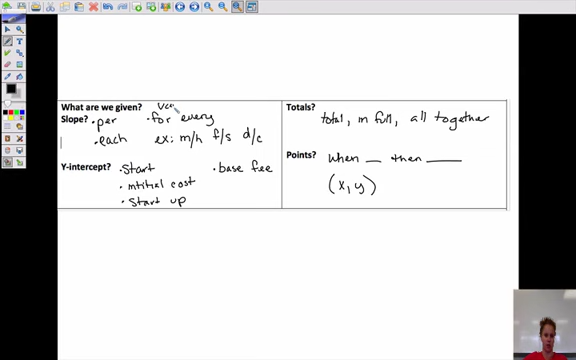 What are we given?
Slope? • per • for every
• each ex: m/h f/s d/c
Y-intercept? • Start • base fee
• initial cost
• start up
Totals?
total, in full, all together
Points? when __ then ___
(x, y)